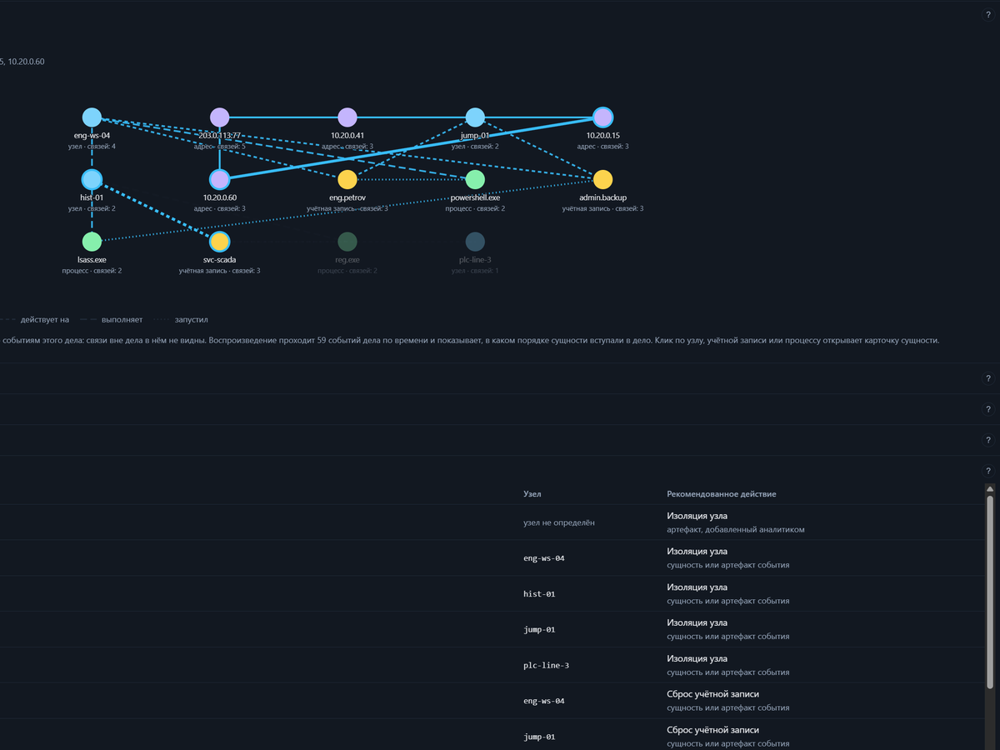 ?
5, 10.20.0.60
eng-ws-04
узел · связей: 4
203.0.113.77
адрес · связей: 5
10.20.0.41
адрес · связей: 3
jump-01
узел · связей: 2
10.20.0.15
адрес · связей: 3
hist-01
узел · связей: 2
10.20.0.60
адрес · связей: 3
eng.petrov
учётная запись · связей: 3
powershell.exe
процесс · связей: 2
admin.backup
учётная запись · связей: 3
lsass.exe
процесс · связей: 2
svc-scada
учётная запись · связей: 3
reg.exe
процесс · связей: 2
plc-line-3
узел · связей: 1
действует на выполняет запустил
событиям этого дела: связи вне дела в нём не видны. Воспроизведение проходит 59 событий дела по времени и показывает, в каком порядке сущности вступали в дело. Клик по узлу, учётной записи или процессу открывает карточку сущности.
?
?
?
?
Узел Рекомендованное действие
узел не определён
Изоляция узла
артефакт, добавленный аналитиком
eng-ws-04
Изоляция узла
сущность или артефакт события
hist-01
Изоляция узла
сущность или артефакт события
jump-01
Изоляция узла
сущность или артефакт события
plc-line-3
Изоляция узла
сущность или артефакт события
eng-ws-04
Сброс учётной записи
сущность или артефакт события
jump-01
Сброс учётной записи
сущность или артефакт события